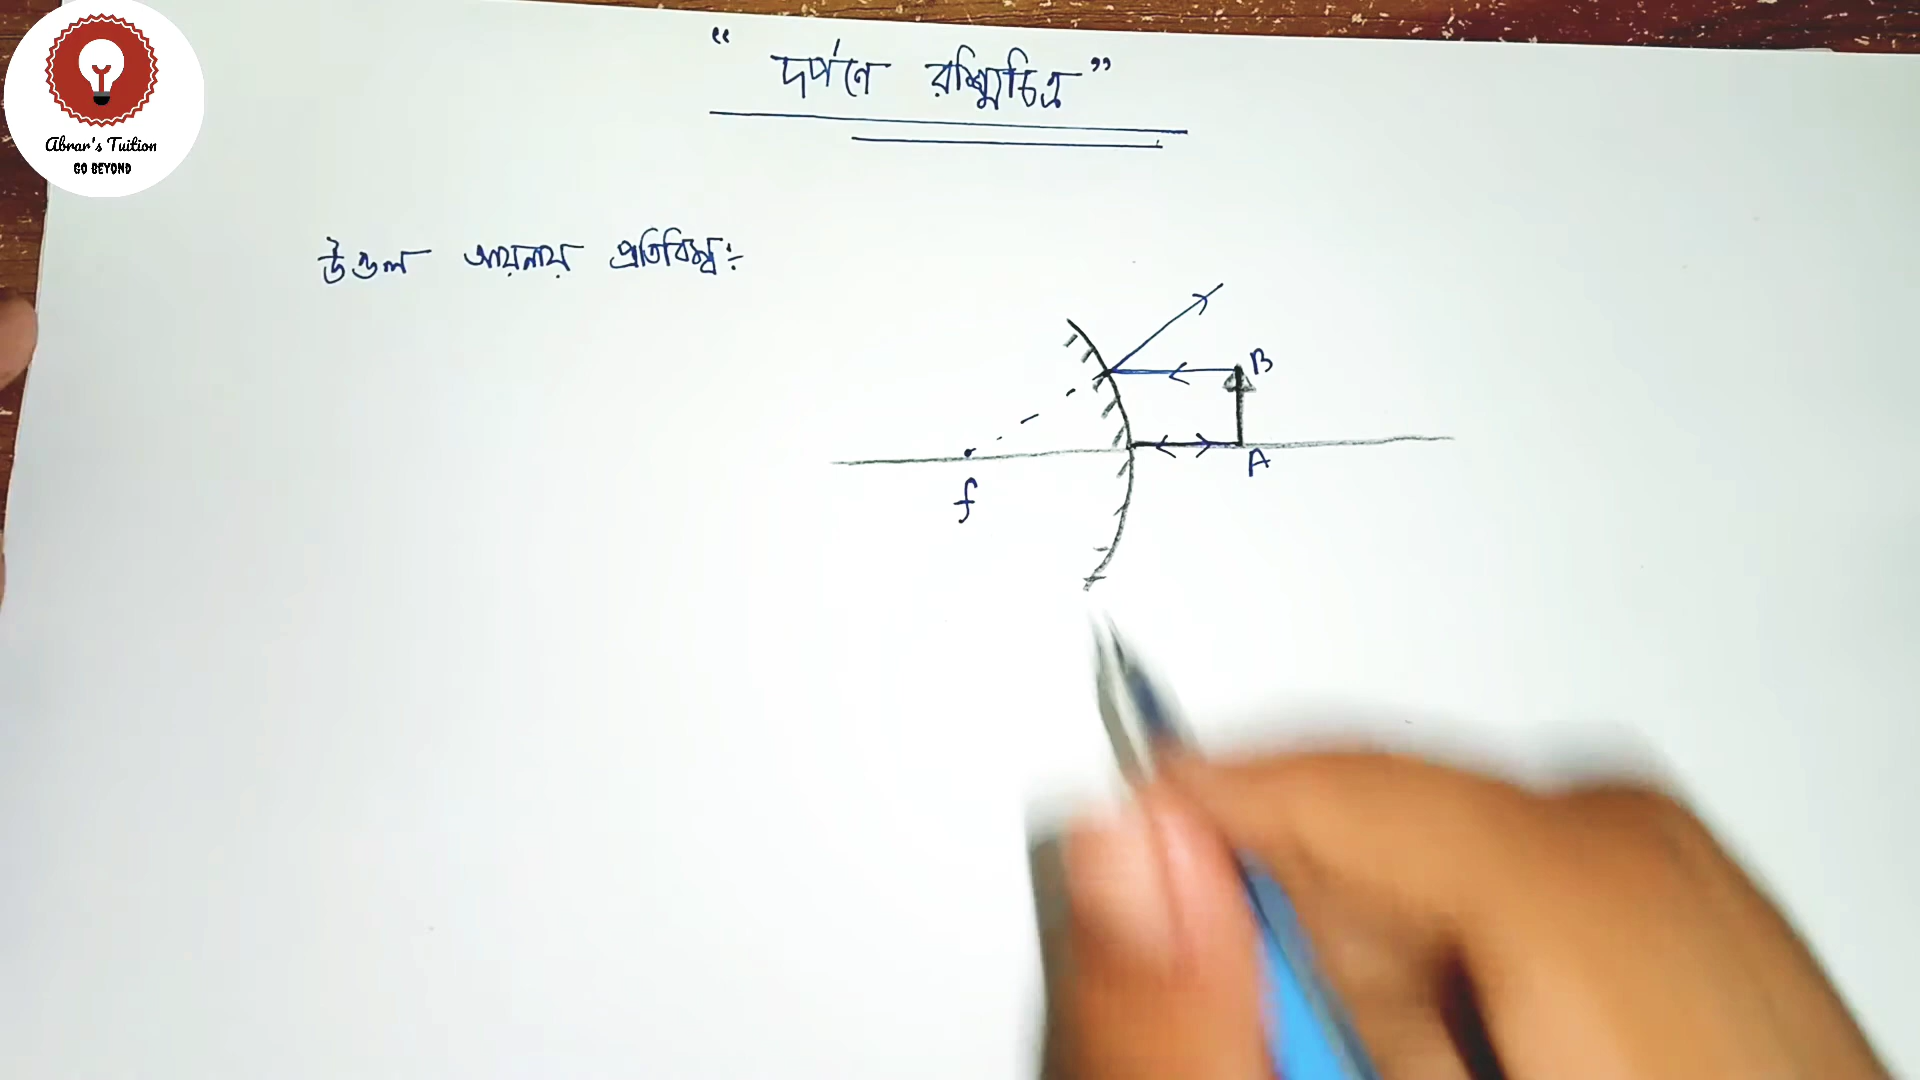 Abrar's Tuition
GO BEYOND
“ দর্পণে রশ্মিচিত্র ”
উত্তল আয়নায় প্রতিবিম্ব :-
B
A
f